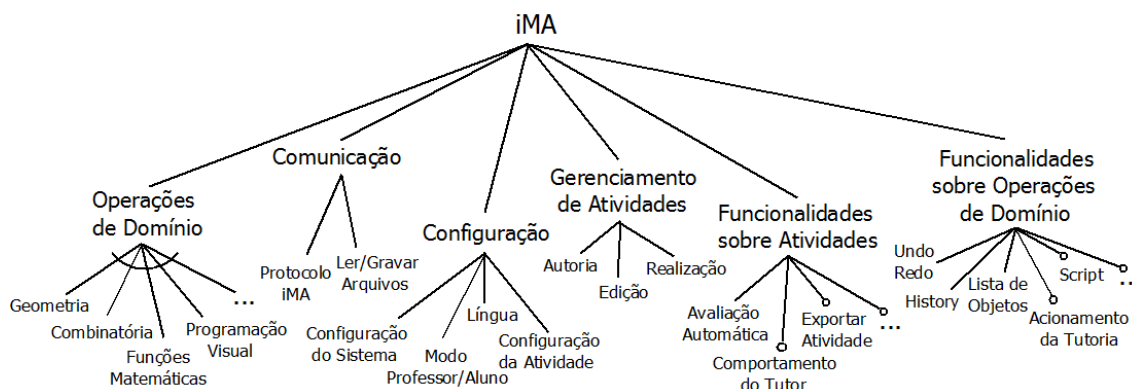 iMA
Operações
de Domínio
Geometria
Combinatória
Funções
Matemáticas
Programação
Visual
...
Comunicação
Protocolo
iMA
Ler/Gravar
Arquivos
Configuração
Configuração
do Sistema
Modo
Professor/Aluno
Língua
Configuração
da Atividade
Gerenciamento
de Atividades
Autoria
Edição
Realização
Funcionalidades
sobre Atividades
Avaliação
Automática
Comportamento
do Tutor
Exportar
Atividade
...
Funcionalidades
sobre Operações
de Domínio
Undo
Redo
History
Lista de
Objetos
Script
Acionamento
da Tutoria
...